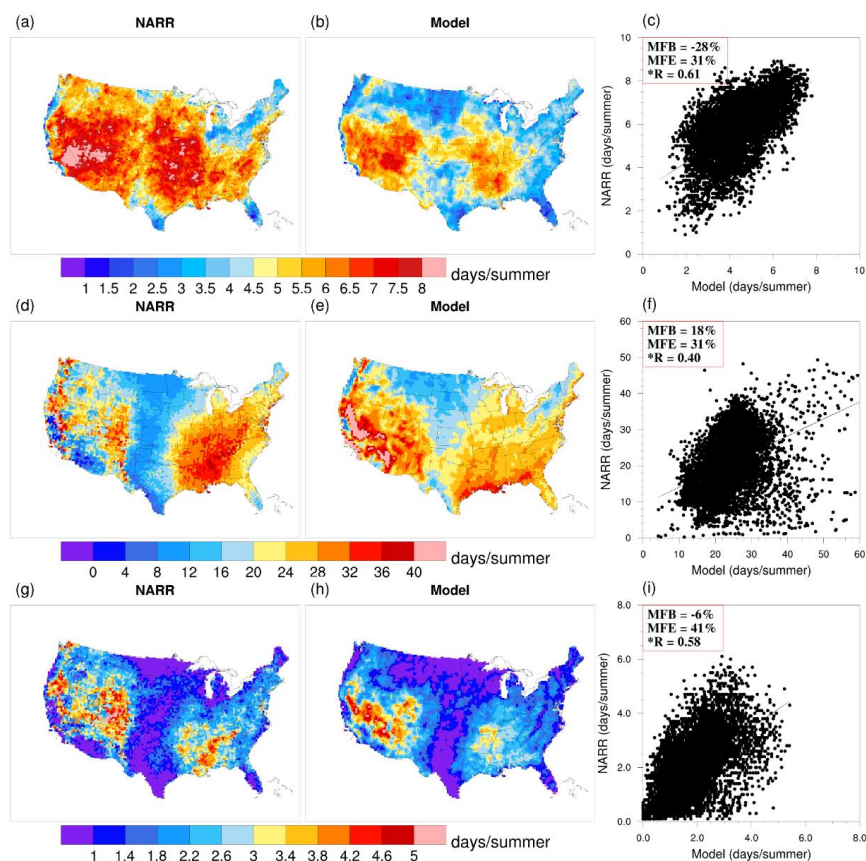 (a) NARR (b) Model (c)
10
MFB = -28%
MFE = 31%
*R = 0.61
8
6
4
2
0
NARR (days/summer)
0 2 4 6 8 10
Model (days/summer)
1 1.5 2 2.5 3 3.5 4 4.5 5 5.5 6 6.5 7 7.5 8
days/summer
(d) NARR (e) Model (f)
60
MFB = 18%
MFE = 31%
*R = 0.40
50
40
30
20
10
0
NARR (days/summer)
0 10 20 30 40 50 60
Model (days/summer)
0 4 8 12 16 20 24 28 32 36 40
days/summer
(g) NARR (h) Model (i)
8.0
MFB = -6%
MFE = 41%
*R = 0.58
6.0
4.0
2.0
0.0
NARR (days/summer)
0.0 2.0 4.0 6.0 8.0
Model (days/summer)
1 1.4 1.8 2.2 2.6 3 3.4 3.8 4.2 4.6 5
days/summer